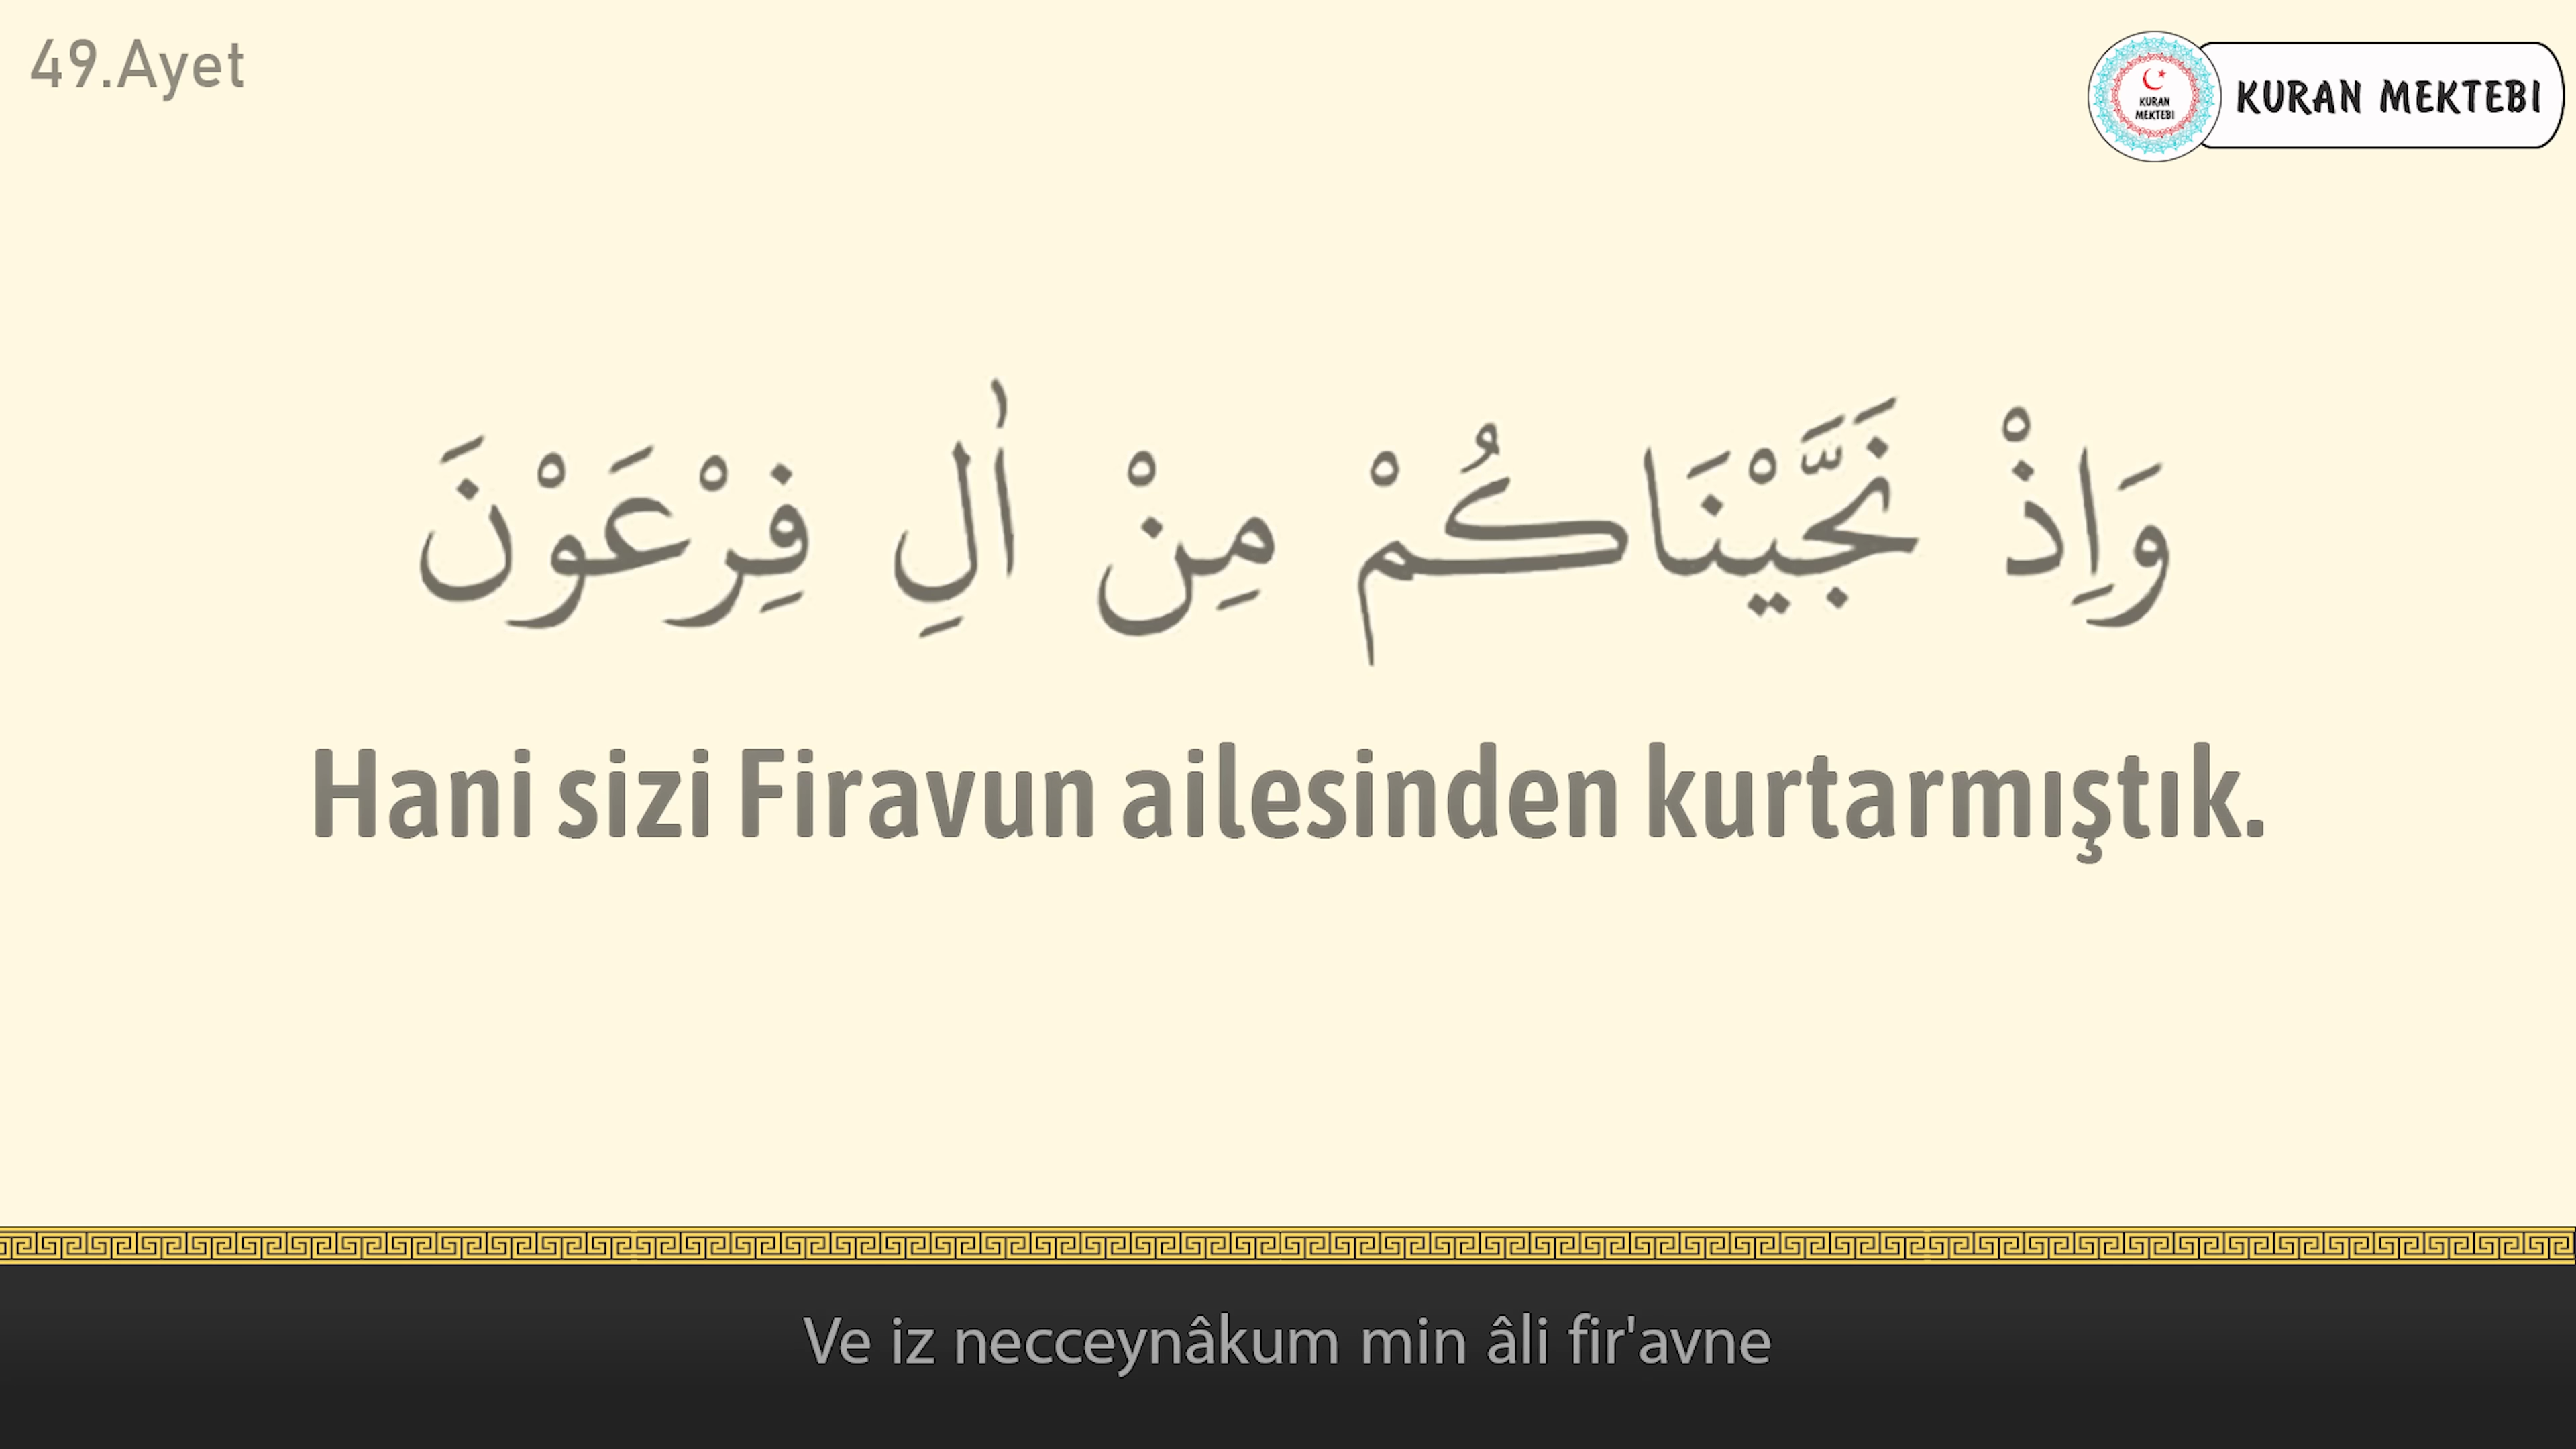 49.Ayet
KURAN
MEKTEBI
KURAN MEKTEBI
وَاِذْ نَجَّيْنَاكُمْ مِنْ اٰلِ فِرْعَوْنَ
Hani sizi Firavun ailesinden kurtarmıştık.
Ve iz necceynâkum min âli fir'avne